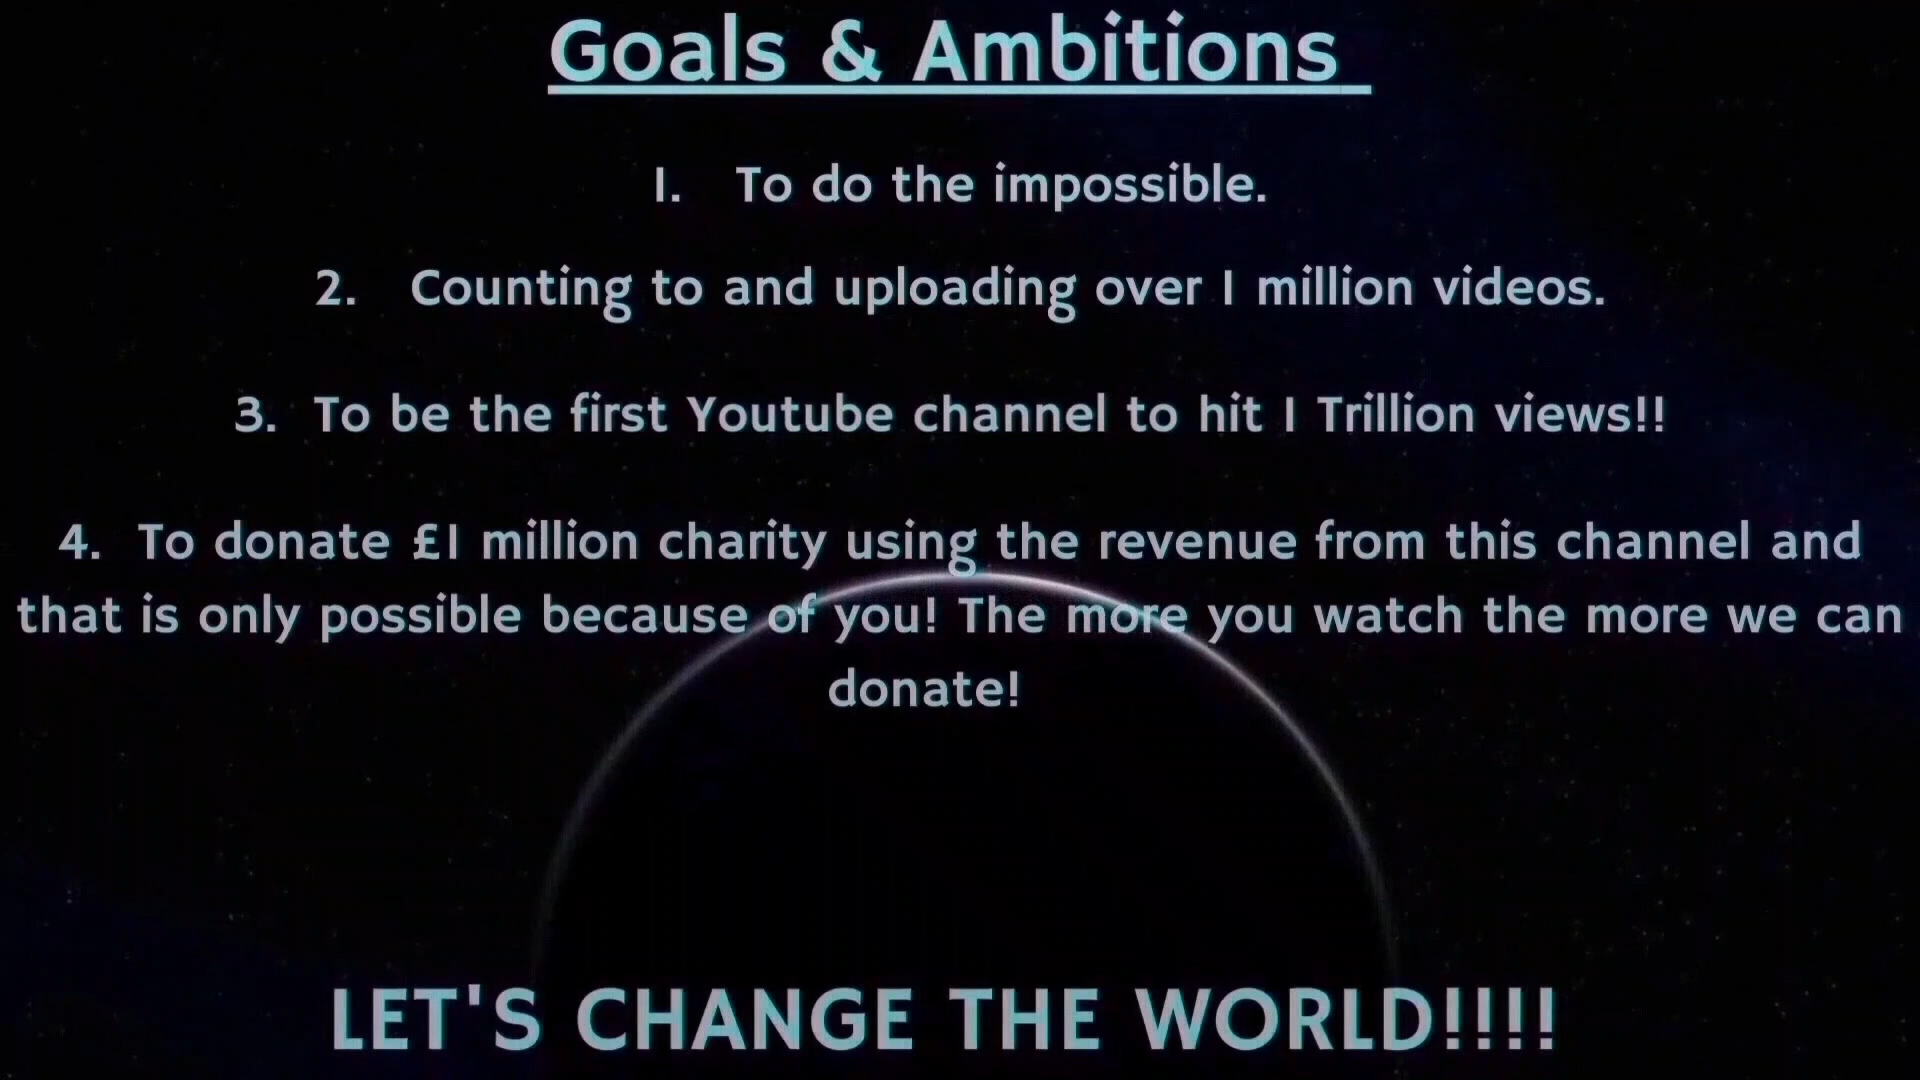 Goals & Ambitions
1. To do the impossible.
2. Counting to and uploading over 1 million videos.
3. To be the first Youtube channel to hit 1 Trillion views!!
4. To donate £1 million charity using the revenue from this channel and
that is only possible because of you! The more you watch the more we can
donate!
LET'S CHANGE THE WORLD!!!!